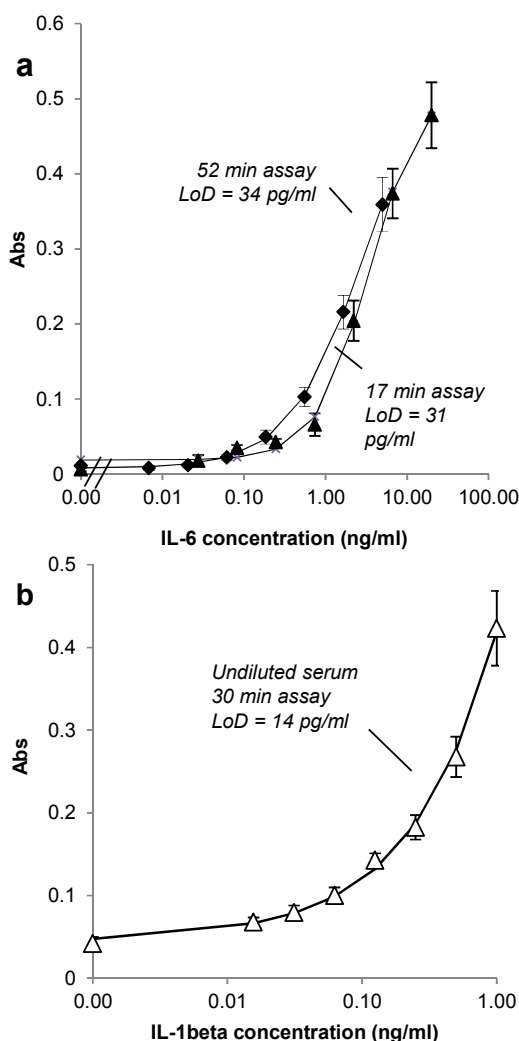 a
0.6
0.5
0.4
0.3
0.2
0.1
0
Abs
52 min assay
LoD = 34 pg/ml
17 min assay
LoD = 31
pg/ml
0.00 0.01 0.10 1.00 10.00 100.00
IL-6 concentration (ng/ml)
b
0.5
0.4
0.3
0.2
0.1
0
Abs
Undiluted serum
30 min assay
LoD = 14 pg/ml
0.00 0.01 0.10 1.00
IL-1beta concentration (ng/ml)